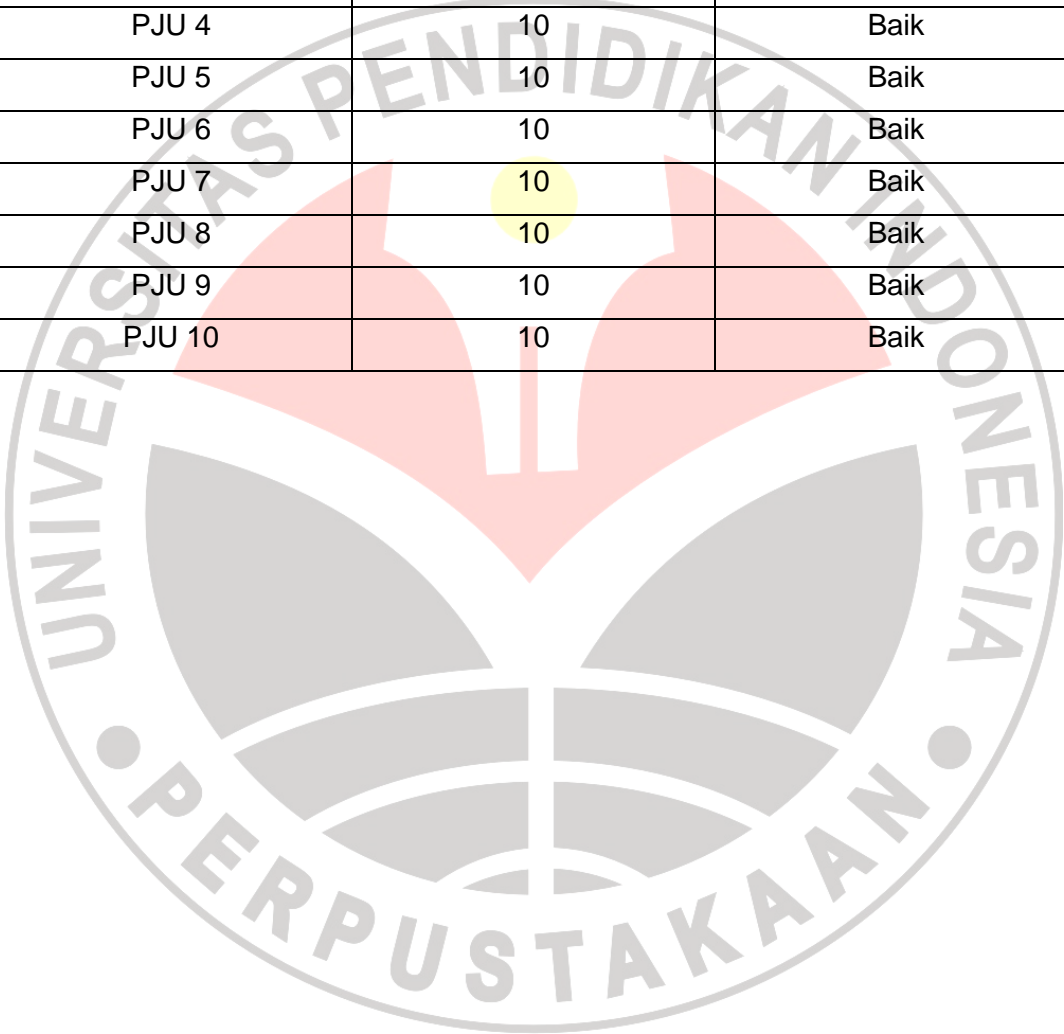 PJU 4 10 Baik
PJU 5 10 Baik
PJU 6 10 Baik
PJU 7 10 Baik
PJU 8 10 Baik
PJU 9 10 Baik
PJU 10 10 Baik
UNIVERSITAS PENDIDIKAN INDONESIA
PERPUSTAKAAN